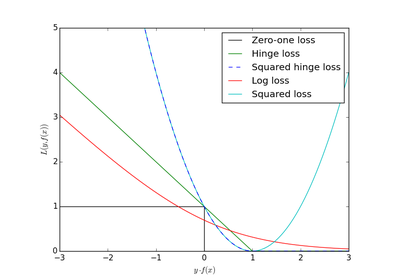 5
4
3
2
1
0
−3
−2
−1
0
1
2
3
L(y,f(x))
y·f(x)
Zero-one loss
Hinge loss
Squared hinge loss
Log loss
Squared loss